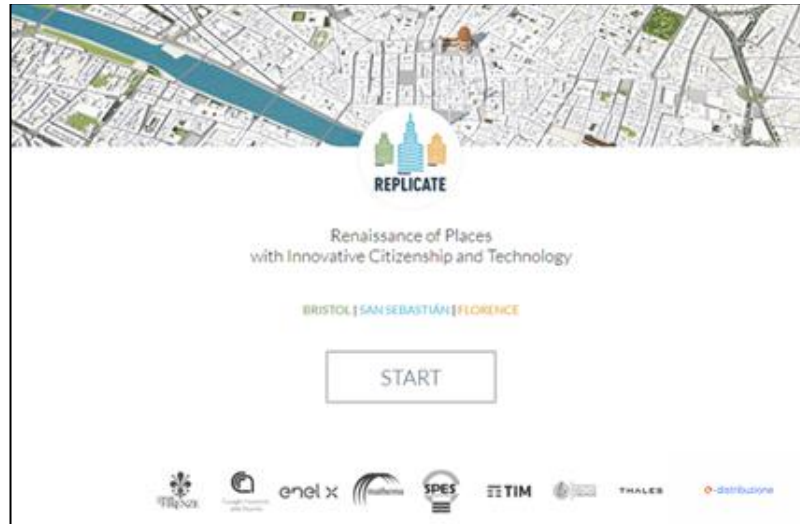 REPLICATE
Renaissance of Places
with Innovative Citizenship and Technology
BRISTOL | SAN SEBASTIÁN | FLORENCE
START
enel x
SPES
TIM
THALES
e-distribuzione